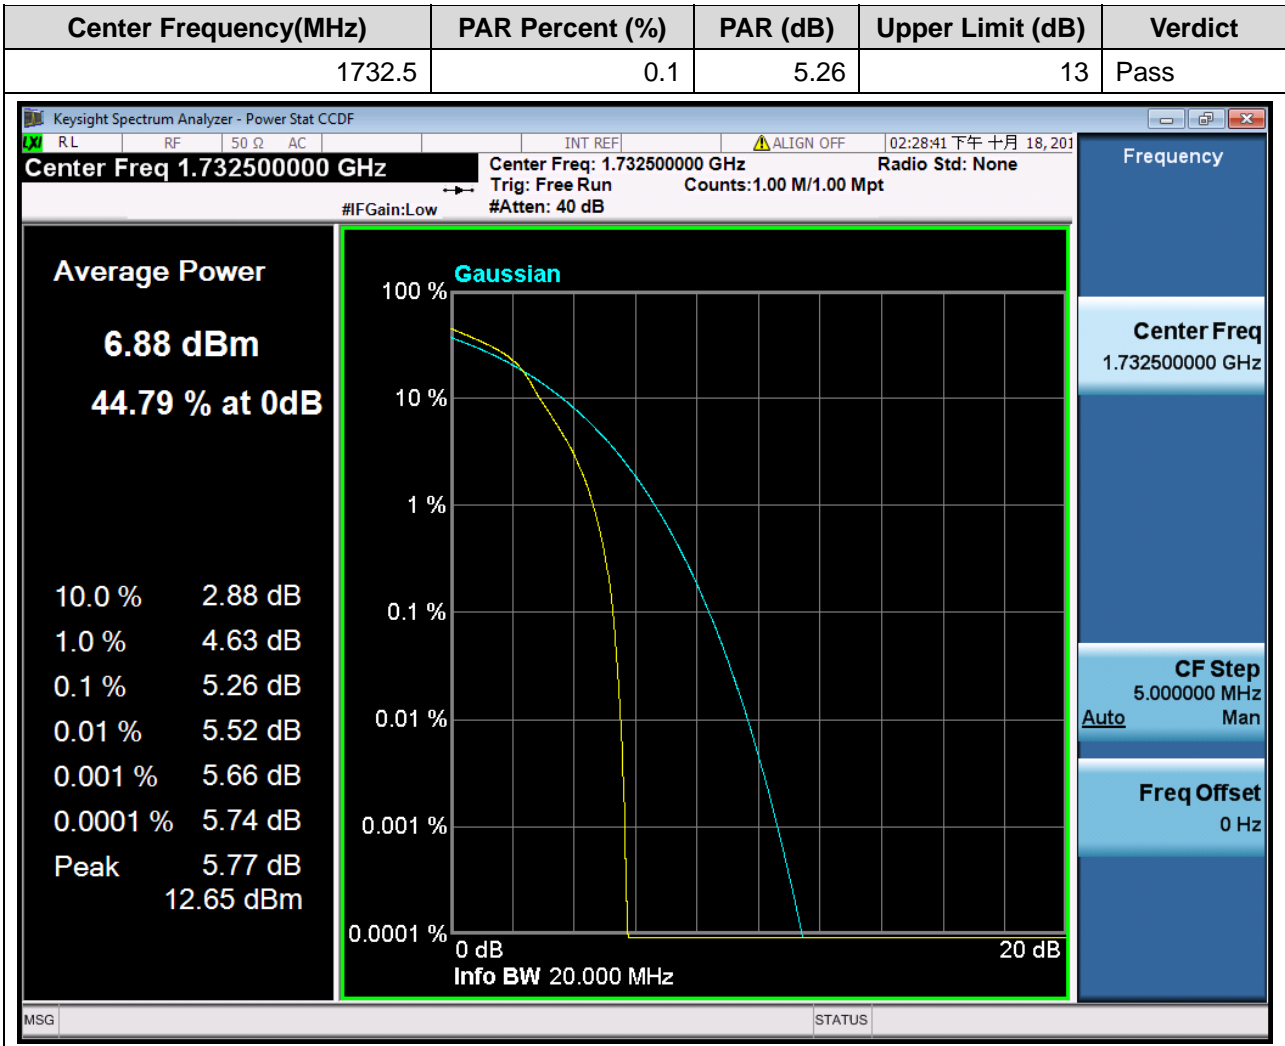 Center Frequency(MHz) PAR Percent (%) PAR (dB) Upper Limit (dB) Verdict
1732.5 0.1 5.26 13 Pass
Keysight Spectrum Analyzer - Power Stat CCDF
LXI RL RF 50 Ω AC INT REF ALIGN OFF 02:28:41 下午 十月 18, 201
Center Freq 1.732500000 GHz
Center Freq: 1.732500000 GHz Radio Std: None
Trig: Free Run Counts:1.00 M/1.00 Mpt
#IFGain:Low #Atten: 40 dB
Frequency
Average Power
6.88 dBm
44.79 % at 0dB
10.0 % 2.88 dB
1.0 % 4.63 dB
0.1 % 5.26 dB
0.01 % 5.52 dB
0.001 % 5.66 dB
0.0001 % 5.74 dB
Peak 5.77 dB
12.65 dBm
Gaussian
100 %
10 %
1 %
0.1 %
0.01 %
0.001 %
0.0001 %
0 dB 20 dB
Info BW 20.000 MHz
Center Freq
1.732500000 GHz
CF Step
5.000000 MHz
Auto Man
Freq Offset
0 Hz
MSG STATUS